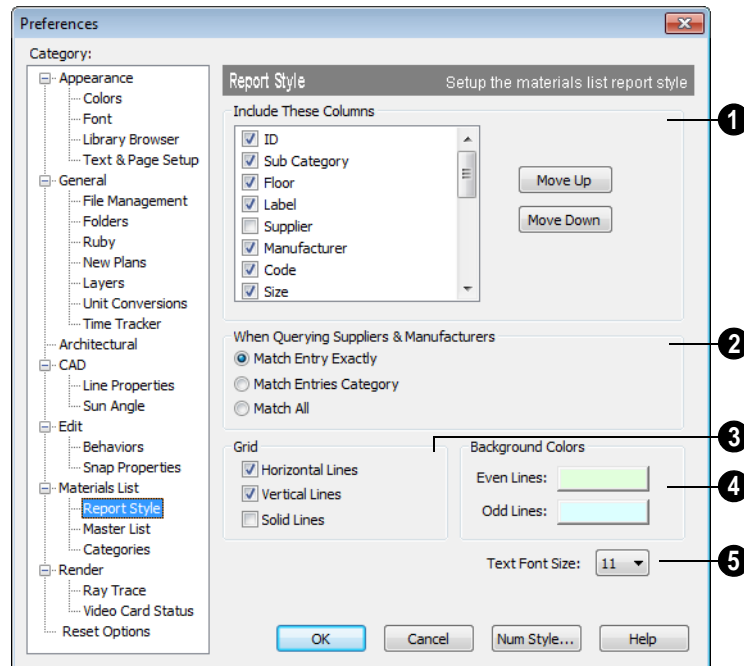 Preferences
Category:
Appearance
Colors
Font
Library Browser
Text & Page Setup
General
File Management
Folders
Ruby
New Plans
Layers
Unit Conversions
Time Tracker
Architectural
CAD
Line Properties
Sun Angle
Edit
Behaviors
Snap Properties
Materials List
Report Style
Master List
Categories
Render
Ray Trace
Video Card Status
Reset Options
Report Style Setup the materials list report style
Include These Columns
1
ID
Sub Category
Floor
Label
Supplier
Manufacturer
Code
Size
Move Up
Move Down
When Querying Suppliers & Manufacturers
2
Match Entry Exactly
Match Entries Category
Match All
3
Grid
Horizontal Lines
Vertical Lines
Solid Lines
Background Colors
Even Lines:
4
Odd Lines:
Text Font Size: 11
5
OK Cancel Num Style... Help